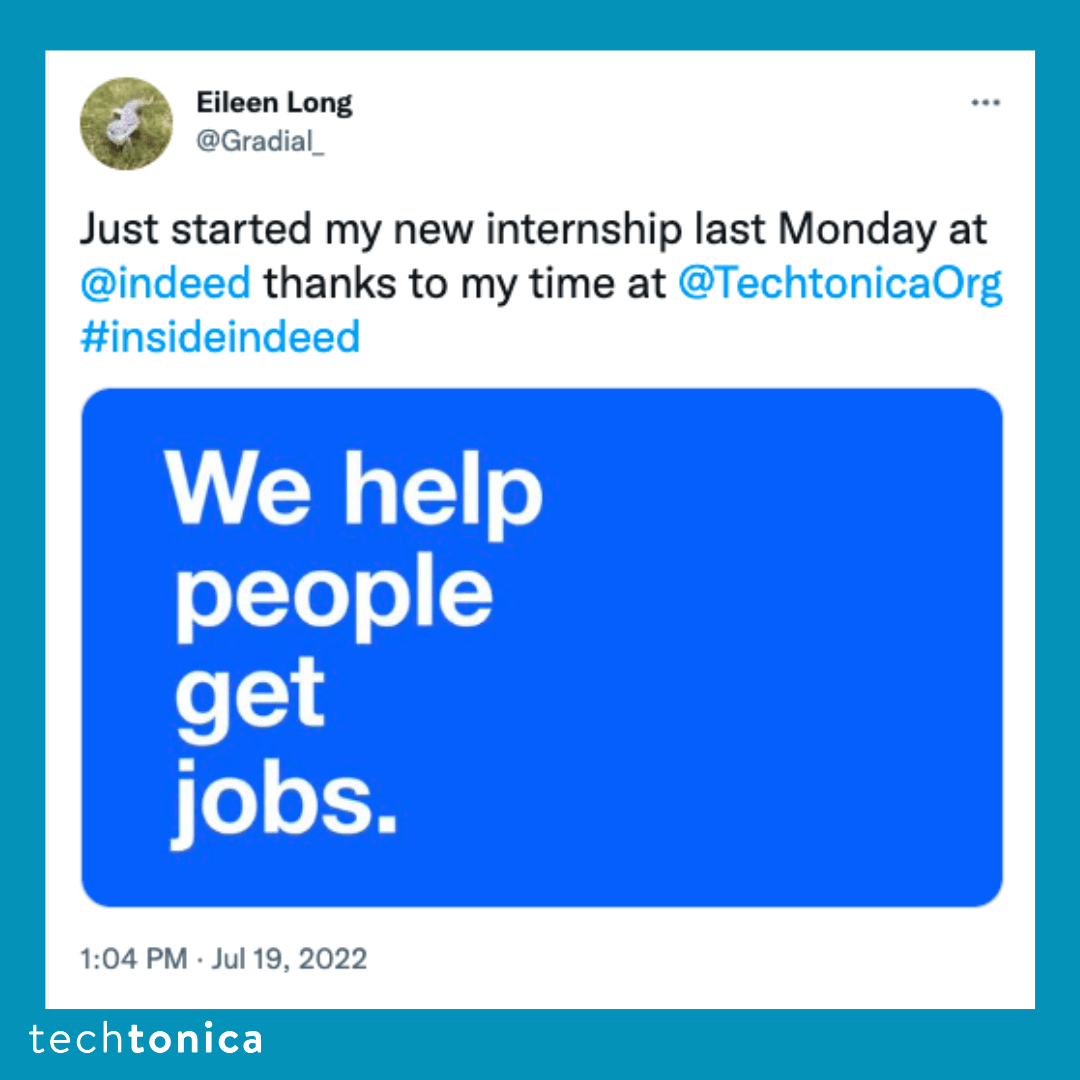 Eileen Long
@Gradial_
Just started my new internship last Monday at
@indeed thanks to my time at @TechtonicaOrg
#insideindeed
We help
people
get
jobs.
1:04 PM · Jul 19, 2022
techtonica